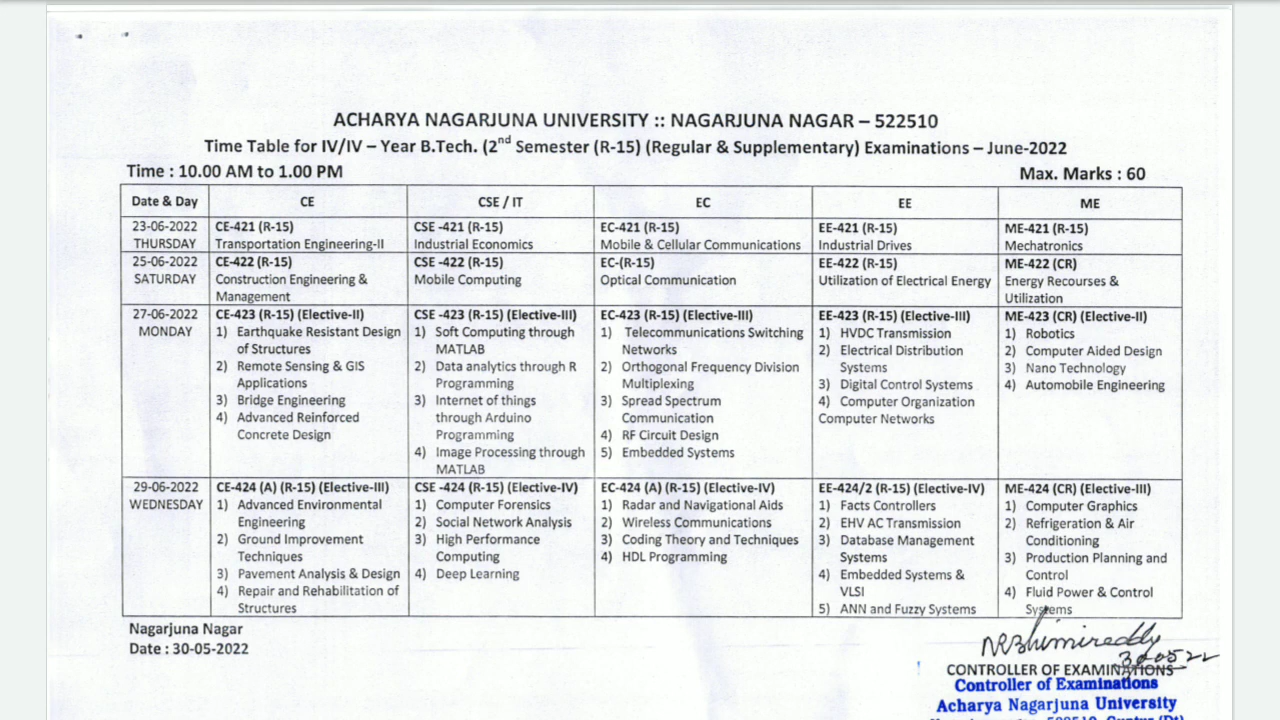 ACHARYA NAGARJUNA UNIVERSITY :: NAGARJUNA NAGAR – 522510
Time Table for IV/IV – Year B.Tech. (2nd Semester (R-15) (Regular & Supplementary) Examinations – June-2022
Time : 10.00 AM to 1.00 PM
Max. Marks : 60
Date & Day
CE
CSE / IT
EC
EE
ME
23-06-2022
THURSDAY
CE-421 (R-15)
Transportation Engineering-II
CSE -421 (R-15)
Industrial Economics
EC-421 (R-15)
Mobile & Cellular Communications
EE-421 (R-15)
Industrial Drives
ME-421 (R-15)
Mechatronics
25-06-2022
SATURDAY
CE-422 (R-15)
Construction Engineering &
Management
CSE -422 (R-15)
Mobile Computing
EC-(R-15)
Optical Communication
EE-422 (R-15)
Utilization of Electrical Energy
ME-422 (CR)
Energy Recourses &
Utilization
27-06-2022
MONDAY
CE-423 (R-15) (Elective-II)
1) Earthquake Resistant Design
of Structures
2) Remote Sensing & GIS
Applications
3) Bridge Engineering
4) Advanced Reinforced
Concrete Design
CSE -423 (R-15) (Elective-III)
1) Soft Computing through
MATLAB
2) Data analytics through R
Programming
3) Internet of things
through Arduino
Programming
4) Image Processing through
MATLAB
EC-423 (R-15) (Elective-III)
1) Telecommunications Switching
Networks
2) Orthogonal Frequency Division
Multiplexing
3) Spread Spectrum
Communication
4) RF Circuit Design
5) Embedded Systems
EE-423 (R-15) (Elective-III)
1) HVDC Transmission
2) Electrical Distribution
Systems
3) Digital Control Systems
4) Computer Organization
Computer Networks
ME-423 (CR) (Elective-II)
1) Robotics
2) Computer Aided Design
3) Nano Technology
4) Automobile Engineering
29-06-2022
WEDNESDAY
CE-424 (A) (R-15) (Elective-III)
1) Advanced Environmental
Engineering
2) Ground Improvement
Techniques
3) Pavement Analysis & Design
4) Repair and Rehabilitation of
Structures
CSE -424 (R-15) (Elective-IV)
1) Computer Forensics
2) Social Network Analysis
3) High Performance
Computing
4) Deep Learning
EC-424 (A) (R-15) (Elective-IV)
1) Radar and Navigational Aids
2) Wireless Communications
3) Coding Theory and Techniques
4) HDL Programming
EE-424/2 (R-15) (Elective-IV)
1) Facts Controllers
2) EHV AC Transmission
3) Database Management
Systems
4) Embedded Systems &
VLSI
5) ANN and Fuzzy Systems
ME-424 (CR) (Elective-III)
1) Computer Graphics
2) Refrigeration & Air
Conditioning
3) Production Planning and
Control
4) Fluid Power & Control
Systems
Nagarjuna Nagar
Date : 30-05-2022
CONTROLLER OF EXAMINATIONS
Controller of Examinations
Acharya Nagarjuna University